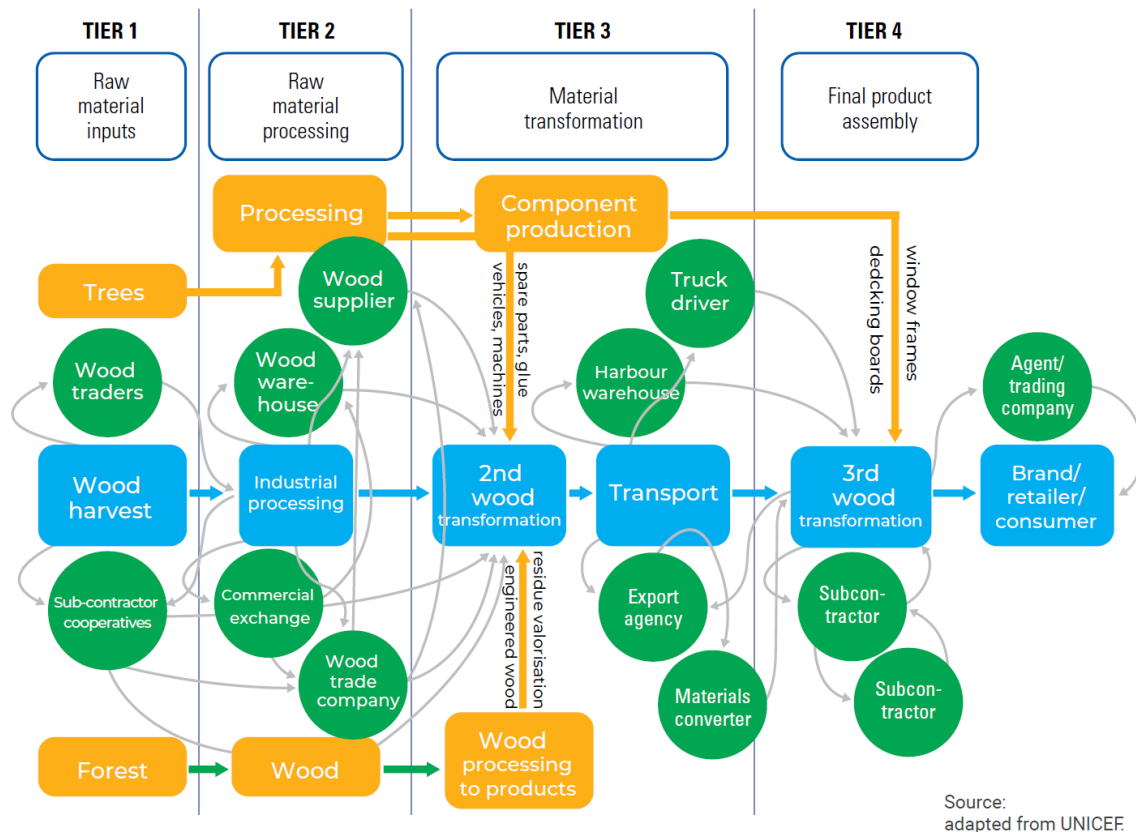 TIER 1
TIER 2
TIER 3
TIER 4
Raw
material
inputs
Raw
material
processing
Material
transformation
Final product
assembly
Processing
Component
production
Trees
Wood
supplier
Truck
driver
spare parts, glue
vehicles, machines
window frames
dedcking boards
Wood
traders
Wood
ware-
house
Harbour
warehouse
Agent/
trading
company
Wood
harvest
Industrial
processing
2nd
wood
transformation
Transport
3rd
wood
transformation
Brand/
retailer/
consumer
Sub-contractor
cooperatives
Commercial
exchange
Wood
trade
company
residue valorisation
engineered wood
Export
agency
Materials
converter
Subcon-
tractor
Subcon-
tractor
Forest
Wood
Wood
processing
to products
Source:
adapted from UNICEF.